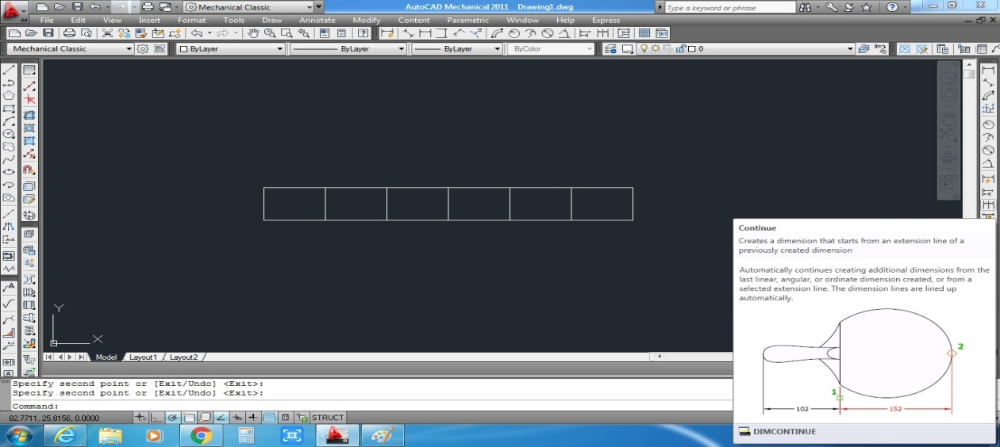 Mechanical Classic
AutoCAD Mechanical 2011 Drawing1.dwg
Type a keyword or phrase
File Edit View Insert Format Tools Draw Annotate Modify Content Parametric Window Help Express
Mechanical Classic ByLayer ByLayer ByLayer ByColor 0
Continue
Creates a dimension that starts from an extension line of a
previously created dimension
Automatically continues creating additional dimensions from the
last linear, angular, or ordinate dimension created, or from a
selected extension line. The dimension lines are lined up
automatically.
2
1
102 152
DIMCONTINUE
Y
X
Model Layout1 Layout2
Specify second point or [Exit/Undo] <Exit>:
Specify second point or [Exit/Undo] <Exit>:
Command:
82.7711, 25.8156, 0.0000 STRUCT